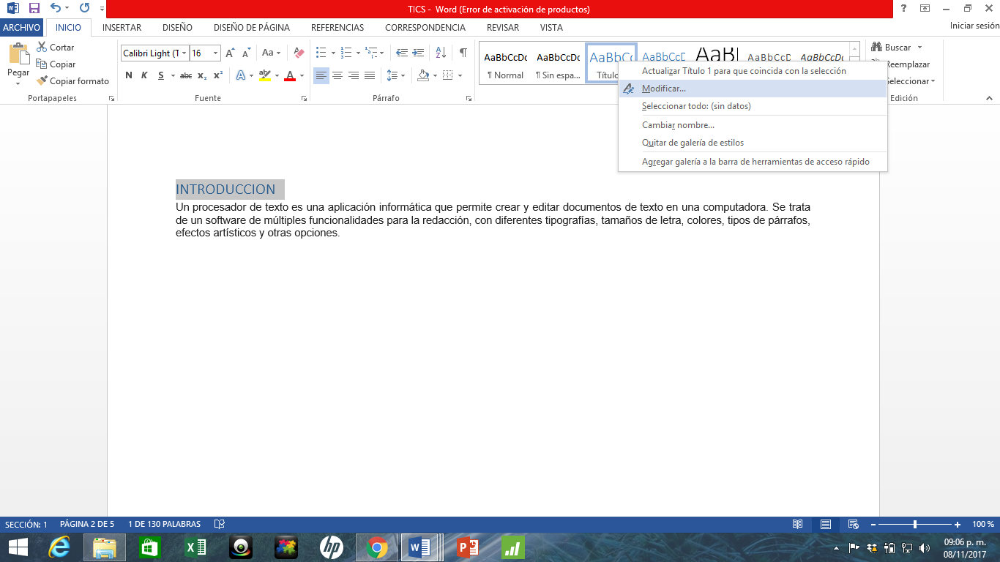 TICS - Word (Error de activación de productos)
?
ARCHIVO INICIO INSERTAR DISEÑO DISEÑO DE PÁGINA REFERENCIAS CORRESPONDENCIA REVISAR VISTA Iniciar sesión
Pegar
Cortar
Copiar
Copiar formato
Portapapeles
Calibri Light (T 16 Aa
N K S abc x₂ x² A aby A
Fuente
Párrafo
AaBbCcDc AaBbCcDc AaBbCc AaBbCcD AaBl AaBbCcD AaBbCcDc
¶ Normal ¶ Sin espa... Título
Buscar
Reemplazar
eleccionar
Edición
Actualizar Título 1 para que coincida con la selección
Modificar...
Seleccionar todo: (sin datos)
Cambiar nombre...
Quitar de galería de estilos
Agregar galería a la barra de herramientas de acceso rápido
INTRODUCCION
Un procesador de texto es una aplicación informática que permite crear y editar documentos de texto en una computadora. Se trata
de un software de múltiples funcionalidades para la redacción, con diferentes tipografías, tamaños de letra, colores, tipos de párrafos,
efectos artísticos y otras opciones.
SECCIÓN: 1 PÁGINA 2 DE 5 1 DE 130 PALABRAS 100 %
09:06 p. m.
08/11/2017